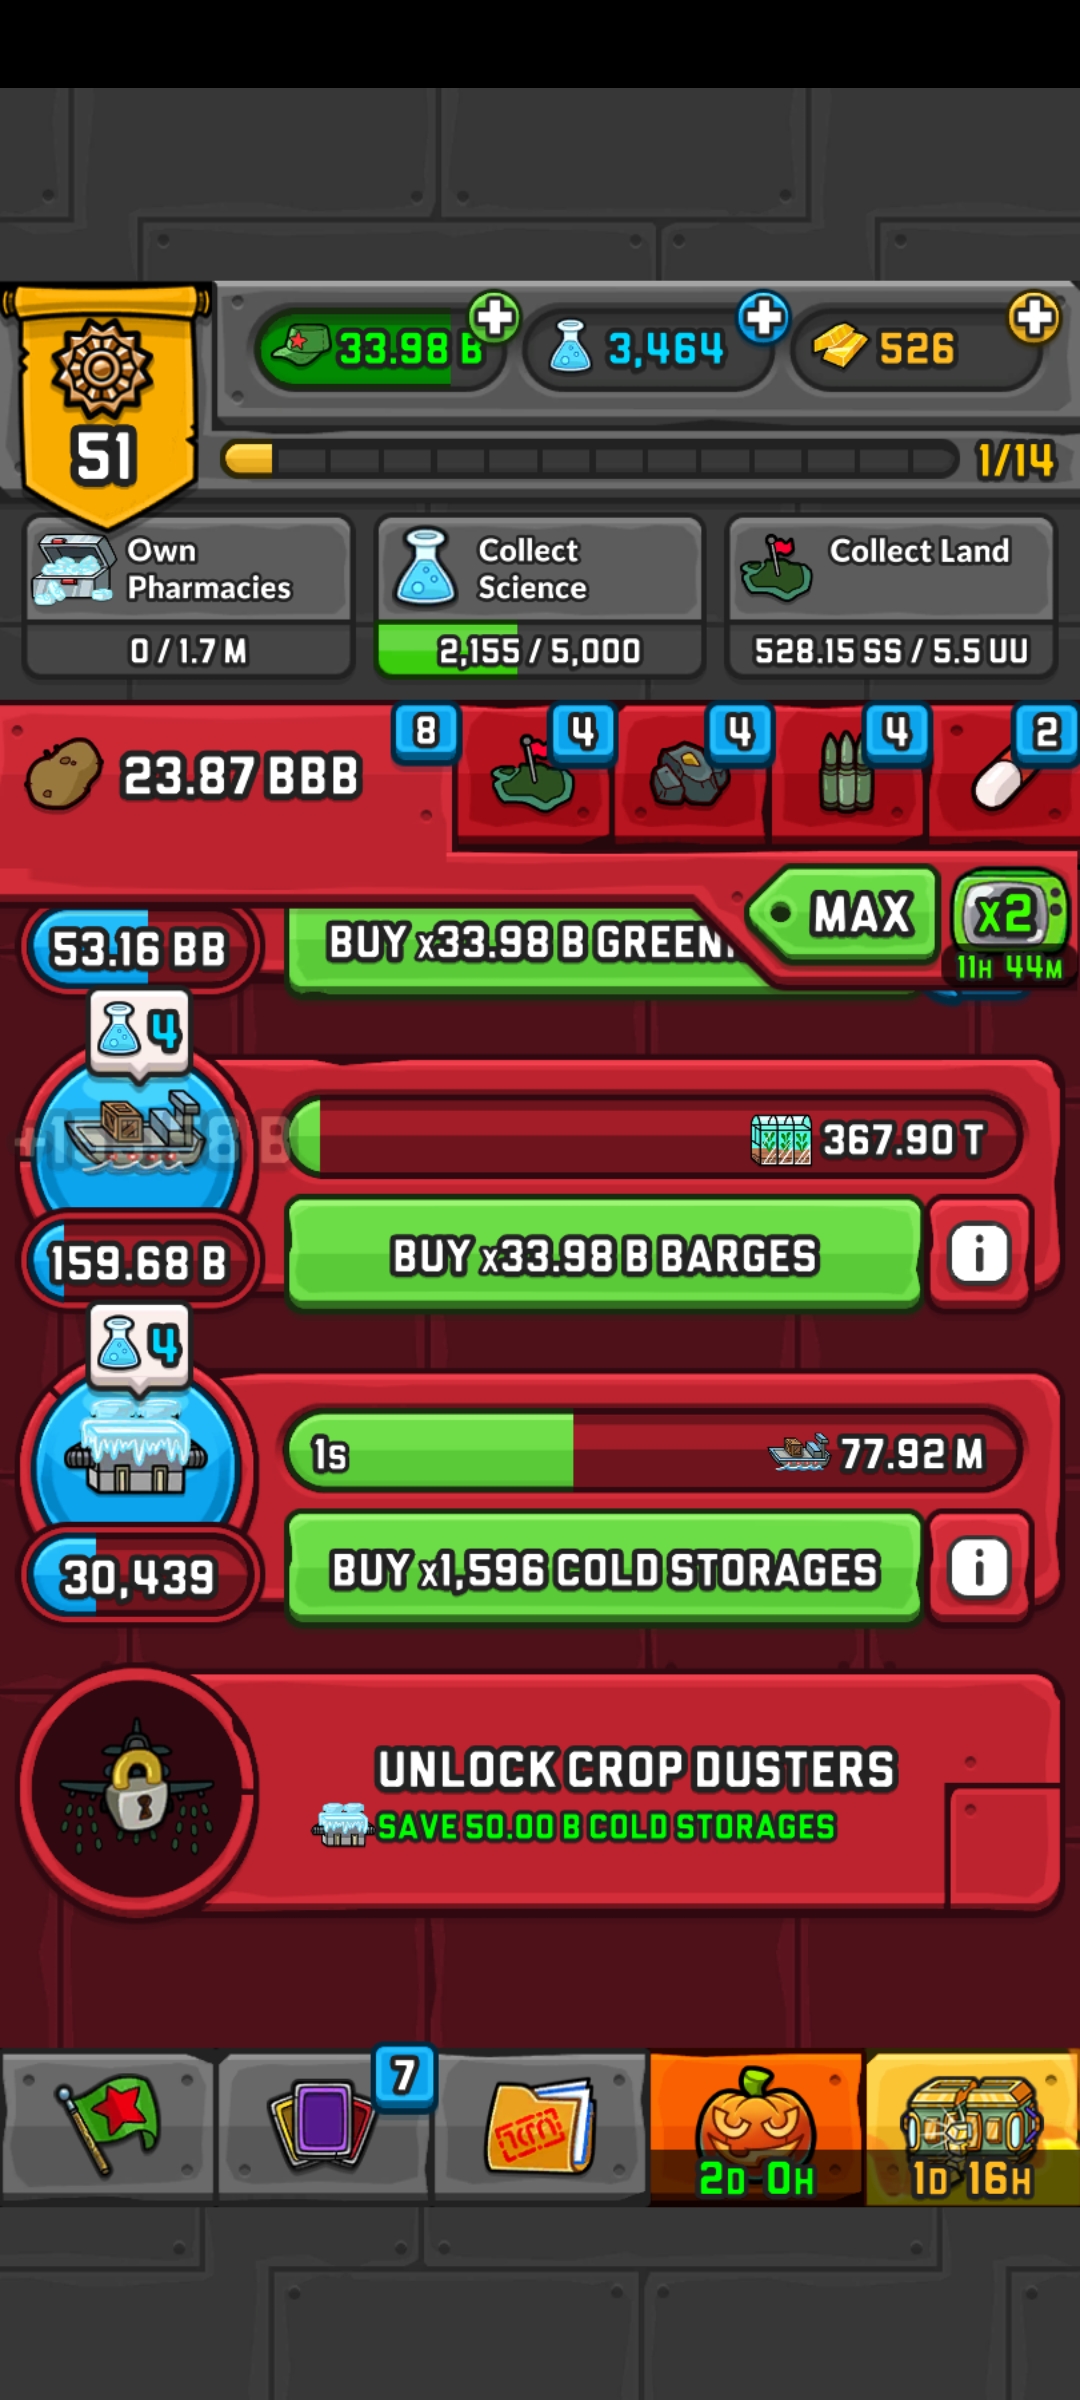 33.98 B
3,464
526
51
1/14
Own
Pharmacies
0 / 1.7 M
Collect
Science
2,155 / 5,000
Collect Land
528.15 SS / 5.5 UU
23.87 BBB
8
4
4
4
2
MAX
x2
11H 44M
53.16 BB
BUY x33.98 B
4
367.90 T
159.68 B
BUY x33.98 B BARGES
i
4
1s
77.92 M
30,439
BUY x1,596 COLD STORAGES
i
UNLOCK CROP DUSTERS
SAVE 50.00 B COLD STORAGES
7
2D 0H
1D 16H